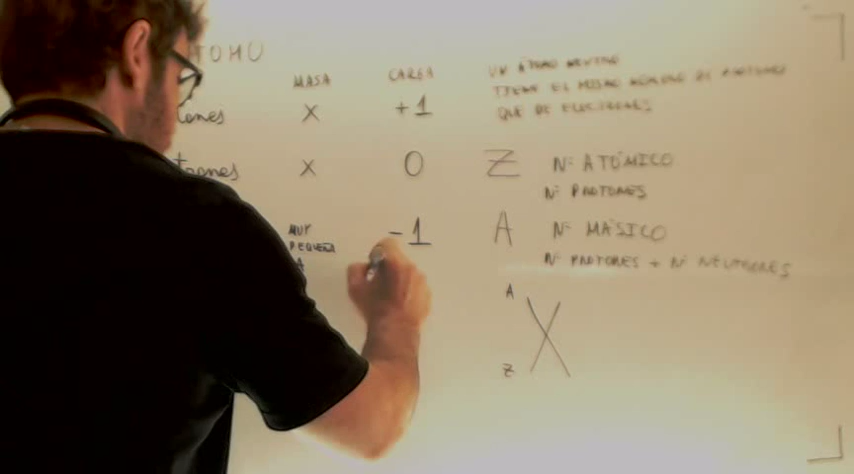 TOMO
MASA CARGA
ones X +1
trones X 0
MUY
PEQUEÑA
A
-1
UN ÁTOMO NEUTRO
TIENE EL MISMO NÚMERO DE PROTONES
QUE DE ELECTRONES
Z Nº ATÓMICO
Nº PROTONES
A Nº MÁSICO
Nº PROTONES + Nº NEUTRONES
A
X
Z